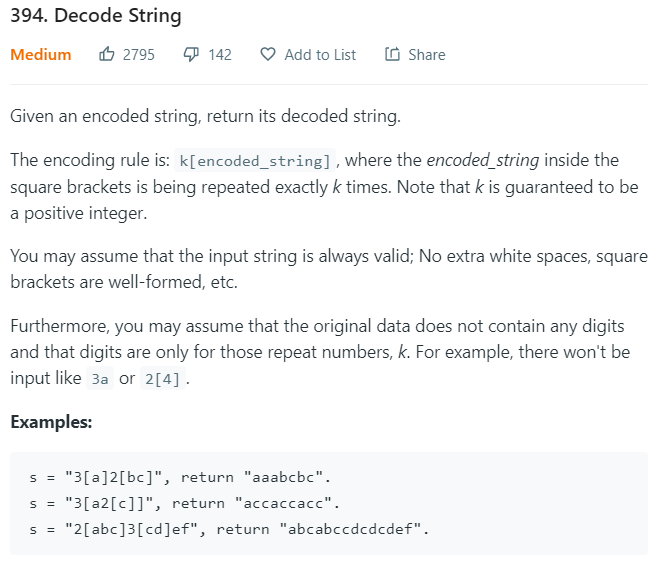 394. Decode String
Medium 2795 142 Add to List Share
Given an encoded string, return its decoded string.
The encoding rule is: k[encoded_string] , where the encoded_string inside the
square brackets is being repeated exactly k times. Note that k is guaranteed to be
a positive integer.
You may assume that the input string is always valid; No extra white spaces, square
brackets are well-formed, etc.
Furthermore, you may assume that the original data does not contain any digits
and that digits are only for those repeat numbers, k. For example, there won't be
input like 3a or 2[4] .
Examples:
s = "3[a]2[bc]", return "aaabcbc".
s = "3[a2[c]]", return "accaccacc".
s = "2[abc]3[cd]ef", return "abcabccdcdcdef".